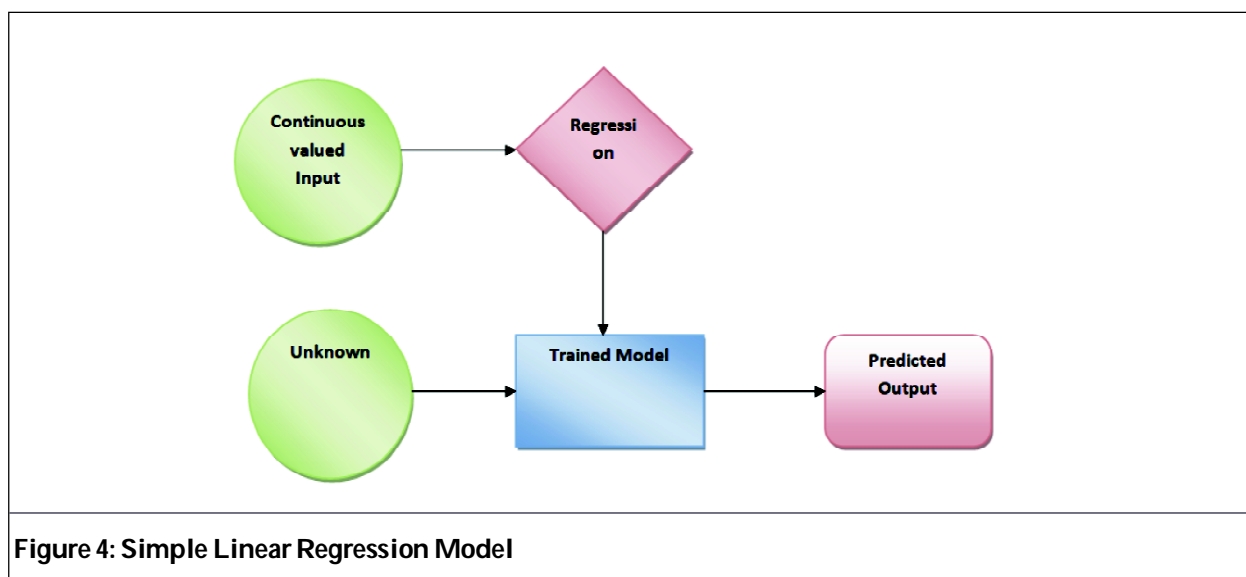 Continuous
valued
Input
Regressi
on
Unknown
Trained Model
Predicted
Output
Figure 4: Simple Linear Regression Model